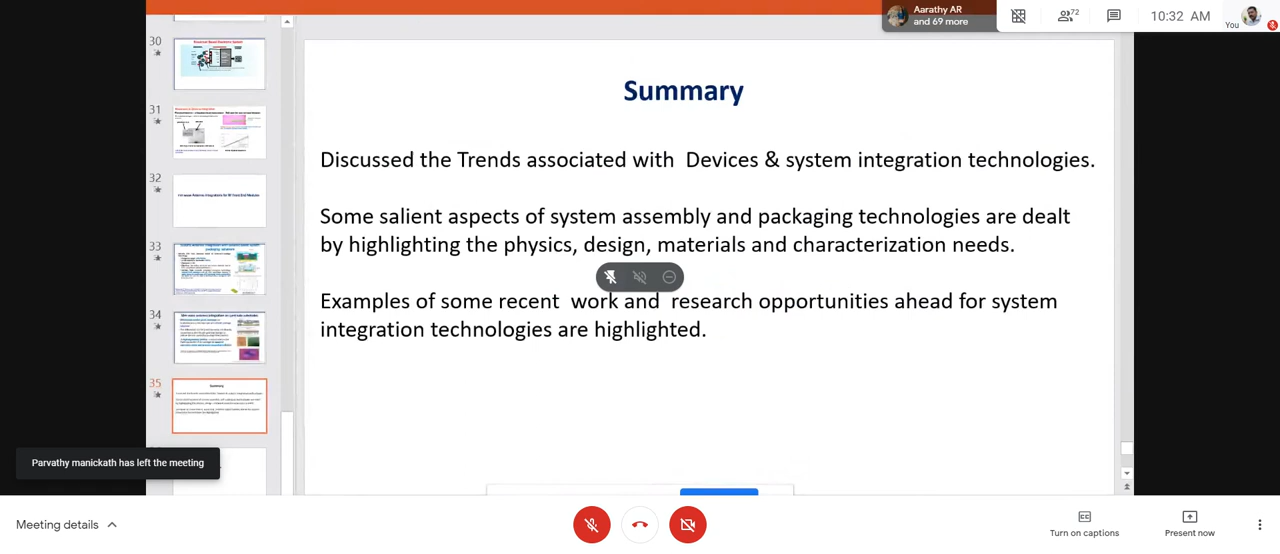 Aarathy AR
and 69 more
72
10:32 AM
You
30
31
32
33
34
35
Summary
Discussed the Trends associated with Devices & system integration technologies.
Some salient aspects of system assembly and packaging technologies are dealt
by highlighting the physics, design, materials and characterization needs.
Examples of some recent work and research opportunities ahead for system
integration technologies are highlighted.
Summary
Parvathy manickath has left the meeting
Meeting details
CC
Turn on captions
Present now